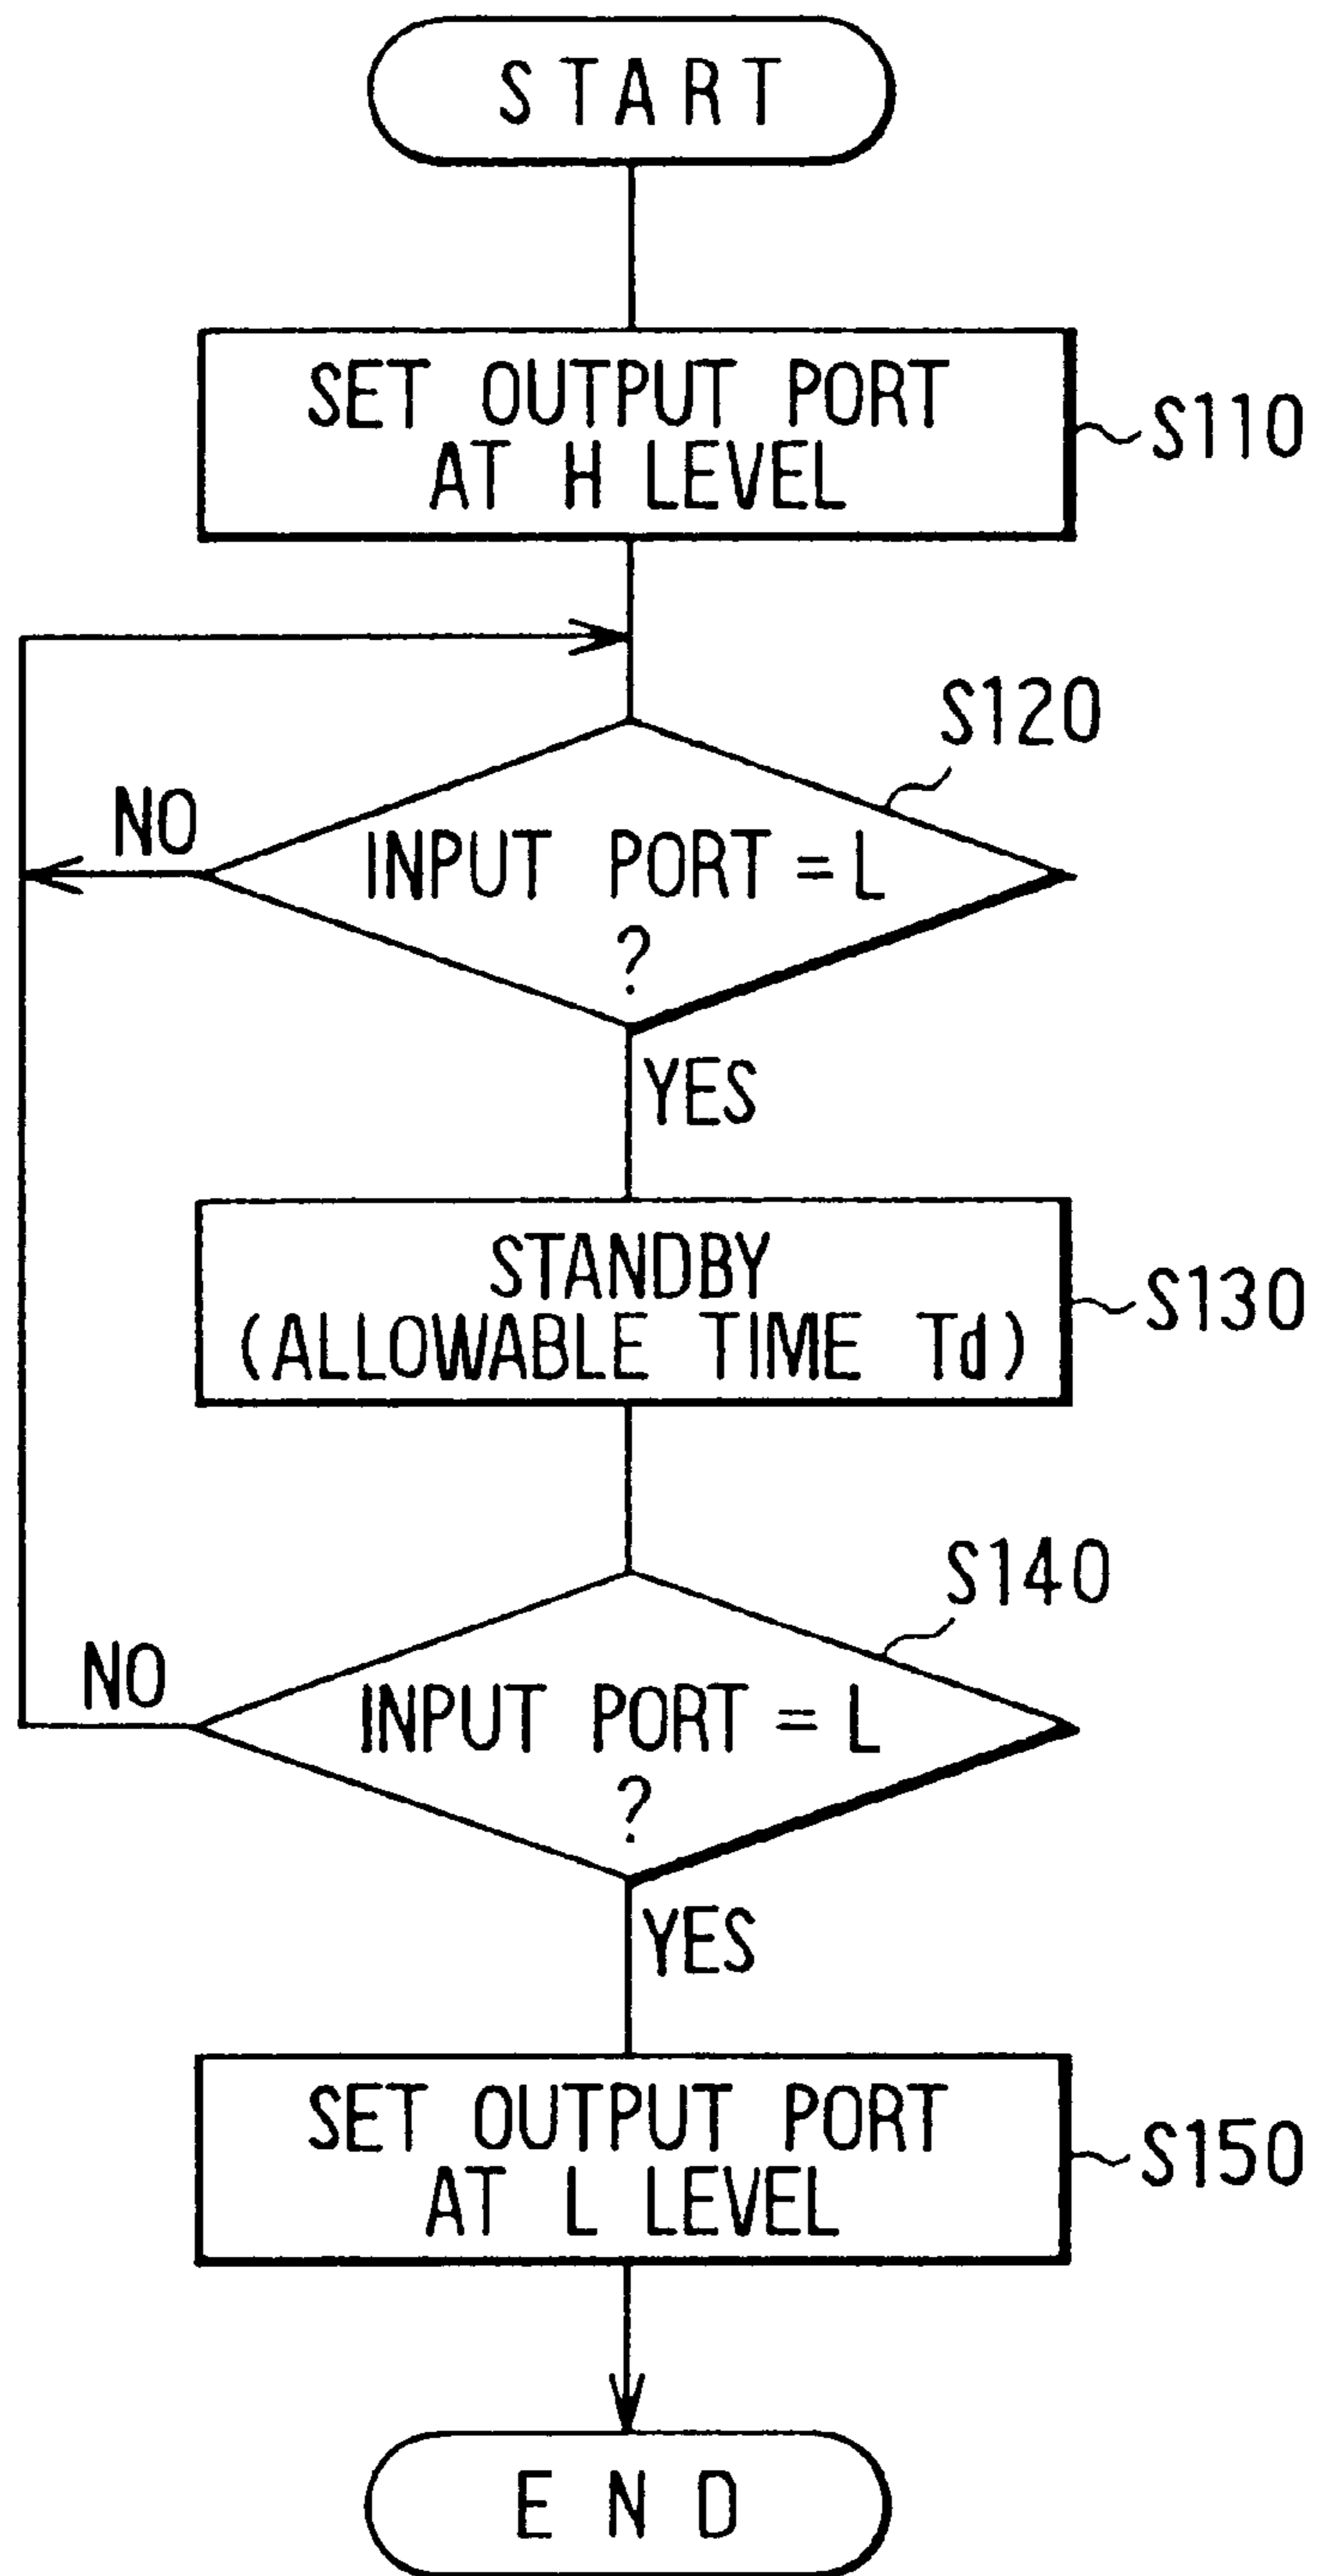 START
SET OUTPUT PORT
AT H LEVEL
S110
S120
NO
INPUT PORT = L
?
YES
STANDBY
(ALLOWABLE TIME Td)
S130
S140
NO
INPUT PORT = L
?
YES
SET OUTPUT PORT
AT L LEVEL
S150
END